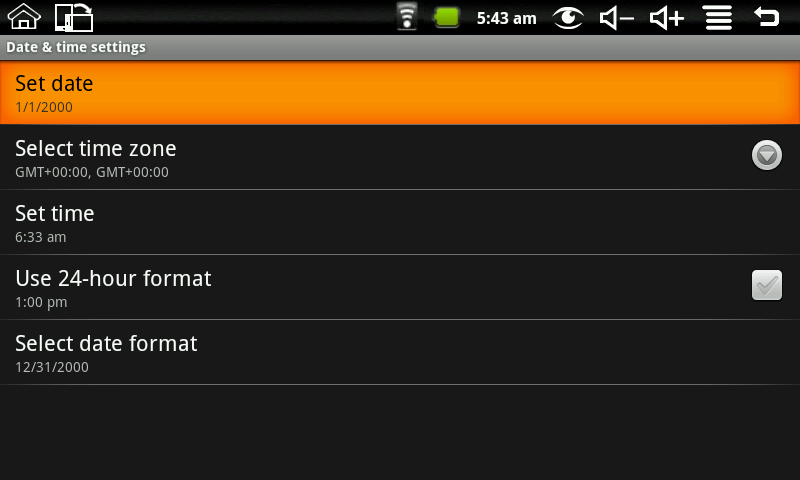 5:43 am
Date & time settings
Set date
1/1/2000
Select time zone
GMT+00:00, GMT+00:00
Set time
6:33 am
Use 24-hour format
1:00 pm
Select date format
12/31/2000